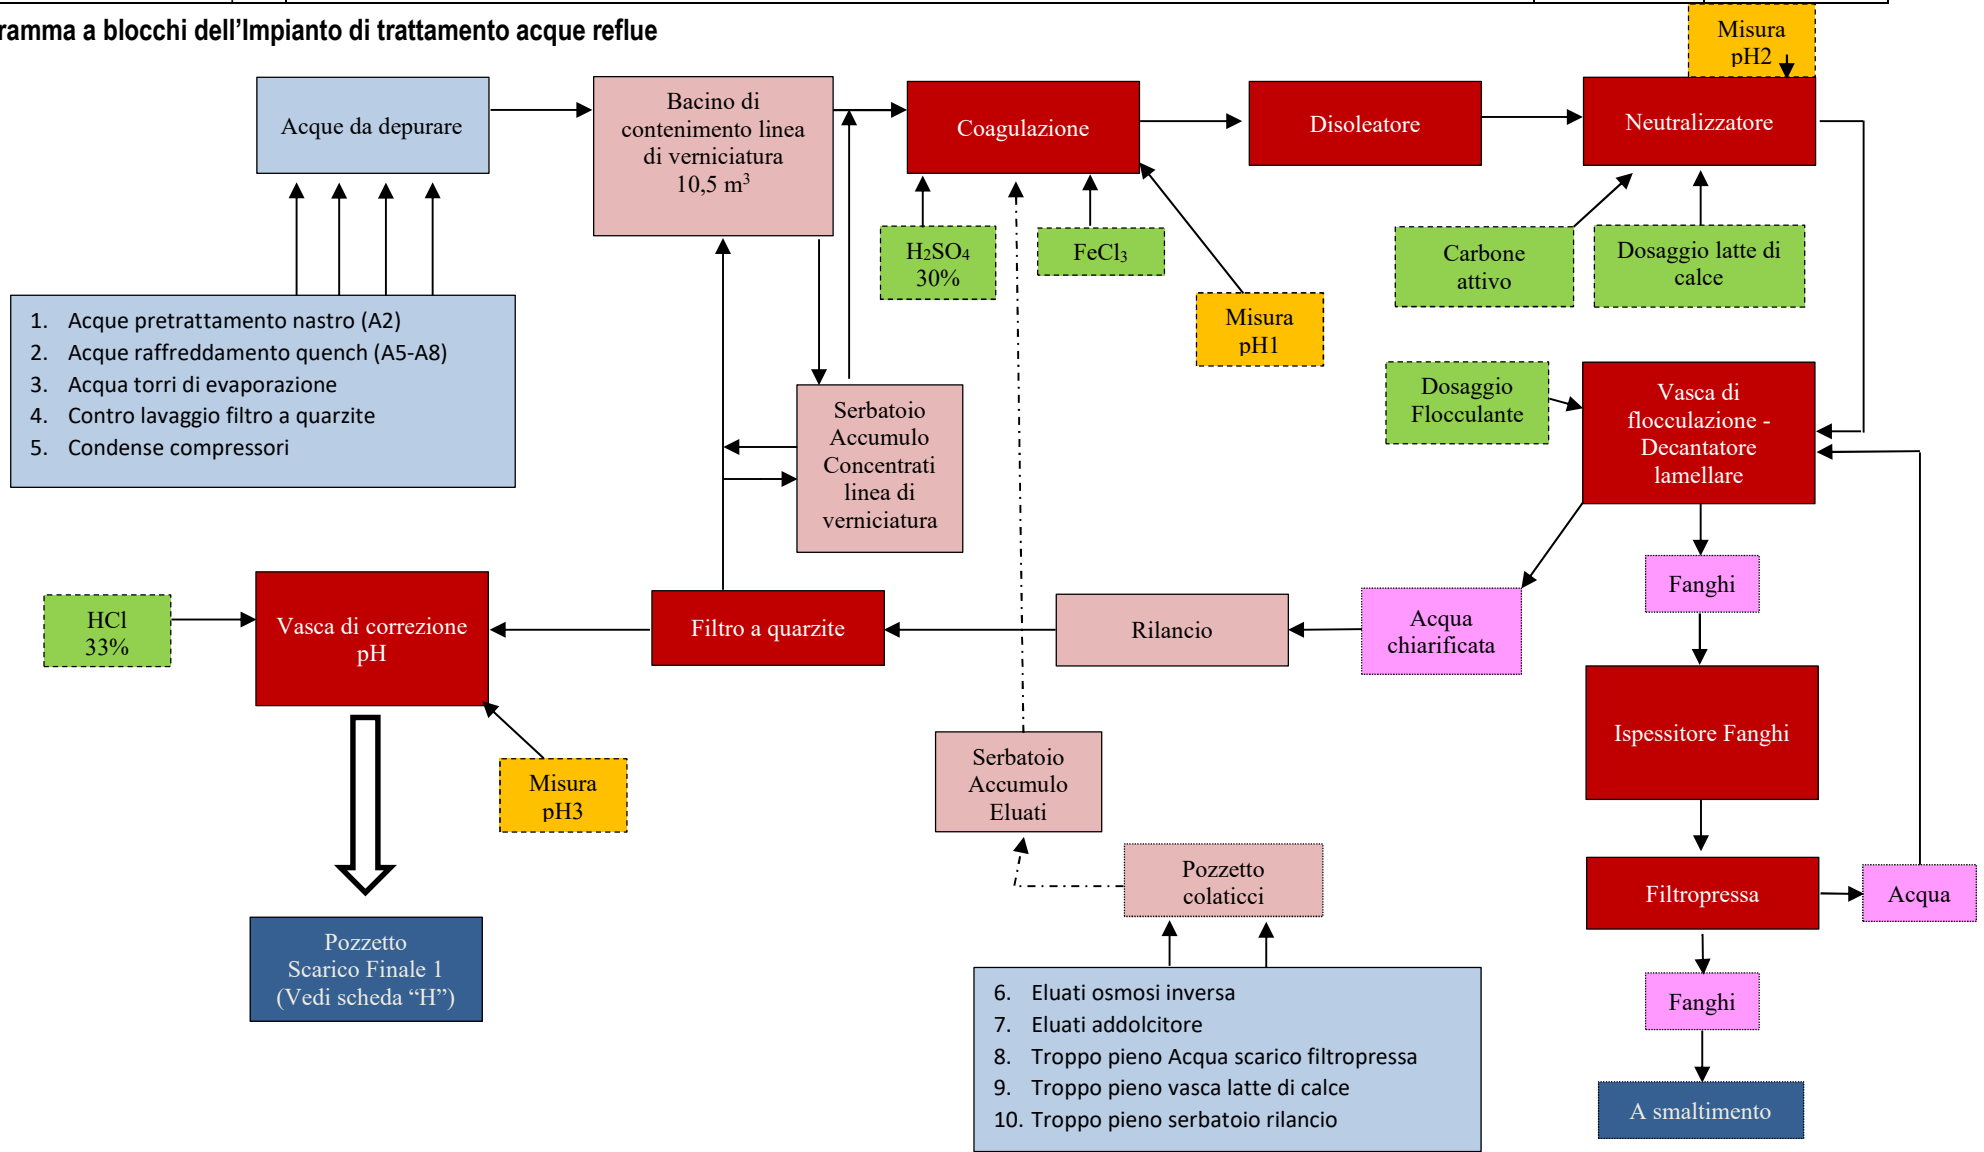 ramma a blocchi dell'Impianto di trattamento acque reflue
Misura
pH2
Acque da depurare
Bacino di
contenimento linea
di verniciatura
10,5 m³
Coagulazione
Disoleatore
Neutralizzatore
H₂SO₄
30%
FeCl₃
Misura
pH1
Carbone
attivo
Dosaggio latte di
calce
1. Acque pretrattamento nastro (A2)
2. Acque raffreddamento quench (A5-A8)
3. Acqua torri di evaporazione
4. Contro lavaggio filtro a quarzite
5. Condense compressori
Serbatoio
Accumulo
Concentrati
linea di
verniciatura
Dosaggio
Flocculante
Vasca di
flocculazione -
Decantatore
lamellare
Fanghi
HCl
33%
Vasca di correzione
pH
Filtro a quarzite
Rilancio
Acqua
chiarificata
Ispessitore Fanghi
Misura
pH3
Serbatoio
Accumulo
Eluati
Pozzetto
colaticci
Filtropressa
Acqua
Pozzetto
Scarico Finale 1
(Vedi scheda “H”)
6. Eluati osmosi inversa
7. Eluati addolcitore
8. Troppo pieno Acqua scarico filtropressa
9. Troppo pieno vasca latte di calce
10. Troppo pieno serbatoio rilancio
Fanghi
A smaltimento